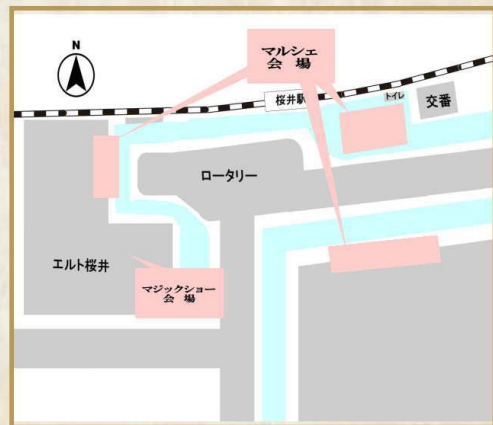 N
マルシェ
会 場
桜井駅
トイレ
交番
ロータリー
エルト桜井
マジックショー
会 場